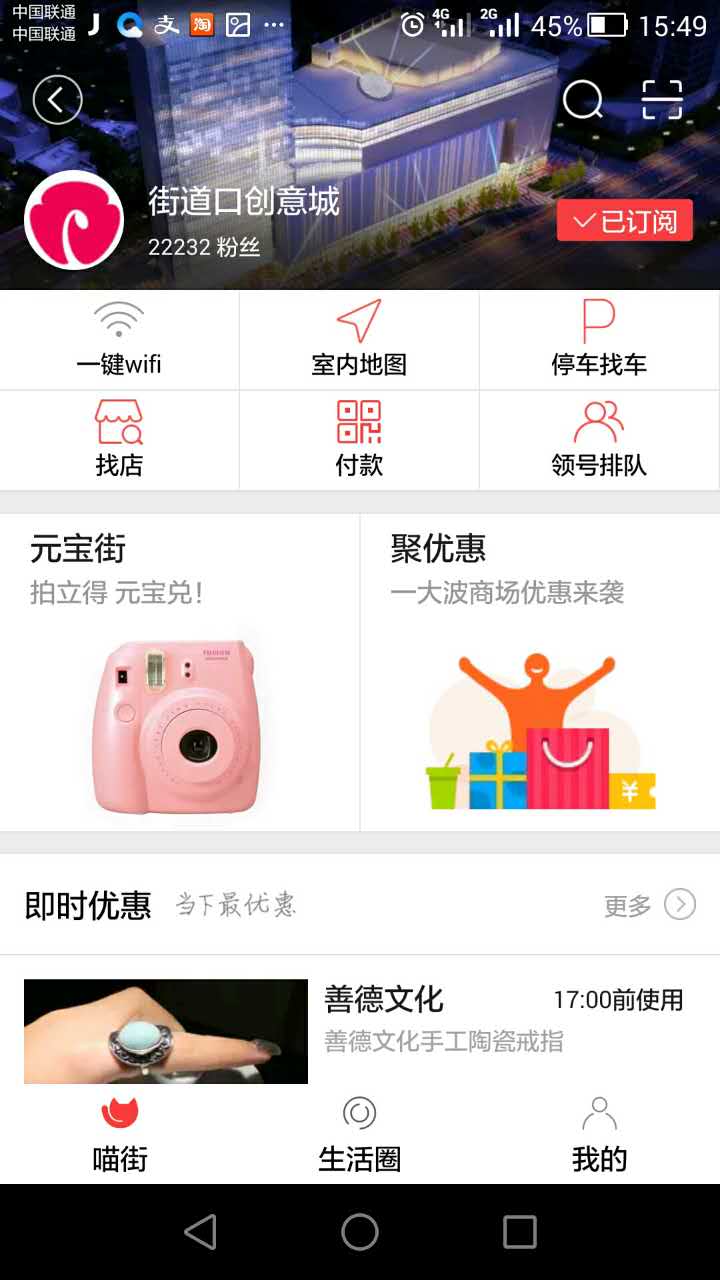 中国联通
中国联通
4G 2G 45% 15:49
街道口创意城
22232 粉丝
已订阅
一键wifi
室内地图
停车找车
找店
付款
领号排队
元宝街
拍立得 元宝兑!
聚优惠
一大波商场优惠来袭
即时优惠 当下最优惠
更多
善德文化
17:00前使用
善德文化手工陶瓷戒指
喵街
生活圈
我的